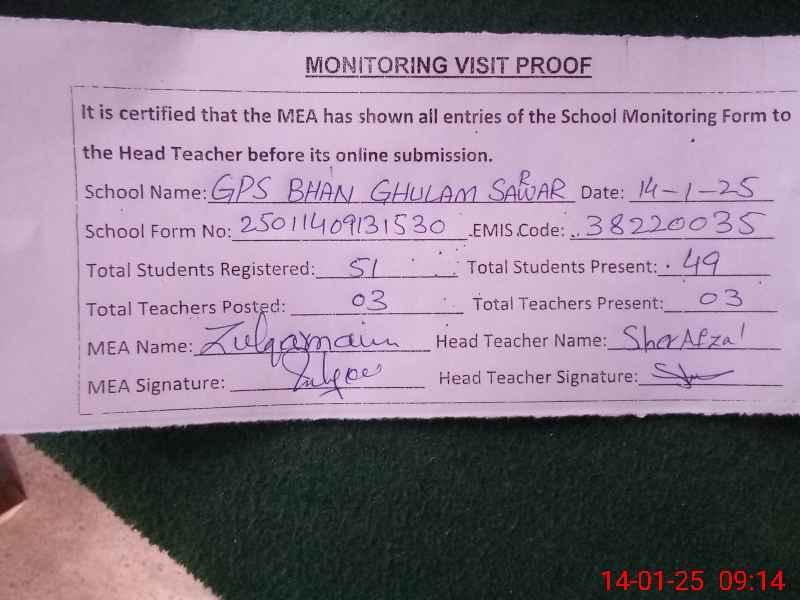 MONITORING VISIT PROOF
It is certified that the MEA has shown all entries of the School Monitoring Form to
the Head Teacher before its online submission.
School Name: GPS BHAN GHULAM SARWAR Date: 14-1-25
School Form No: 25011409131530 EMIS Code: 38220035
Total Students Registered: 51 Total Students Present: 49
Total Teachers Posted: 03 Total Teachers Present: 03
MEA Name: Zulqarnain Head Teacher Name: Sher Afzal
MEA Signature: Head Teacher Signature:
14-01-25 09:14